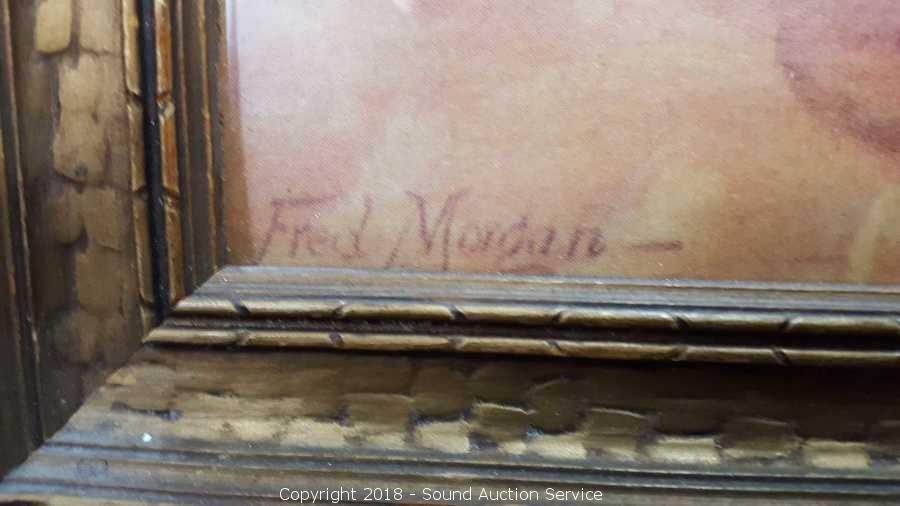 Fred Morgan —
Copyright 2018 - Sound Auction Service